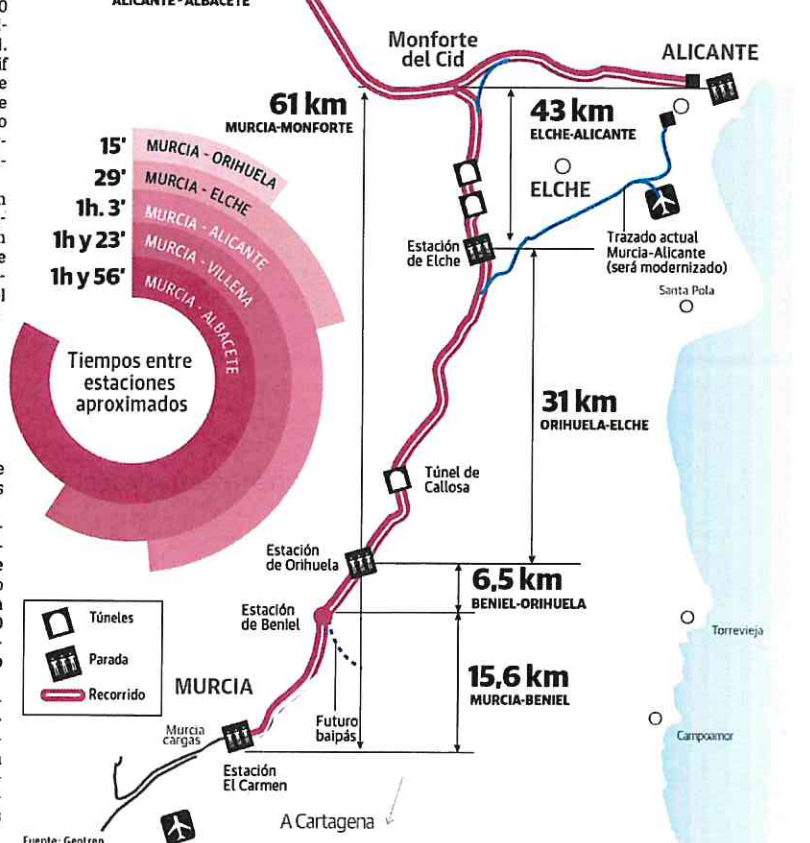 ALICANTE-ALBACETE
Monforte
del Cid
ALICANTE
61 km
MURCIA-MONFORTE
43 km
ELCHE-ALICANTE
ELCHE
15'
MURCIA - ORIHUELA
29'
MURCIA - ELCHE
1h. 3'
MURCIA - ALICANTE
1h y 23'
MURCIA - VILLENA
1h y 56'
MURCIA - ALBACETE
Tiempos entre
estaciones
aproximados
Estación
de Elche
Trazado actual
Murcia-Alicante
(será modernizado)
Santa Pola
31 km
ORIHUELA-ELCHE
Túnel de
Callosa
Estación
de Orihuela
6,5 km
BENIEL-ORIHUELA
Estación
de Beniel
Torrevieja
Túneles
Parada
Recorrido
15,6 km
MURCIA-BENIEL
MURCIA
Futuro
baipás
Murcia
cargas
Campoamor
Estación
El Carmen
A Cartagena
Fuente: Geotren